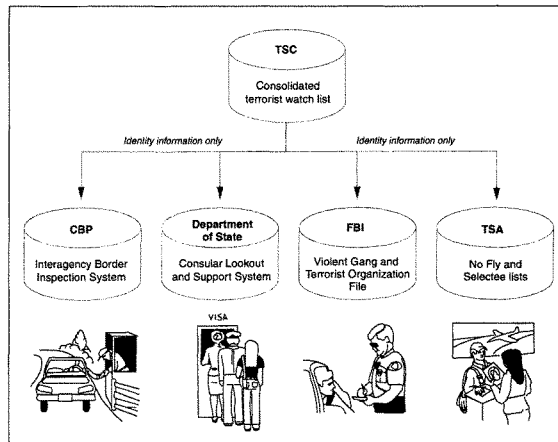 TSC
Consolidated
terrorist watch list
Identity information only
Identity information only
CBP
Interagency Border
Inspection System
Department
of State
Consular Lookout
and Support System
FBI
Violent Gang and
Terrorist Organization
File
TSA
No Fly and
Selectee lists
VISA